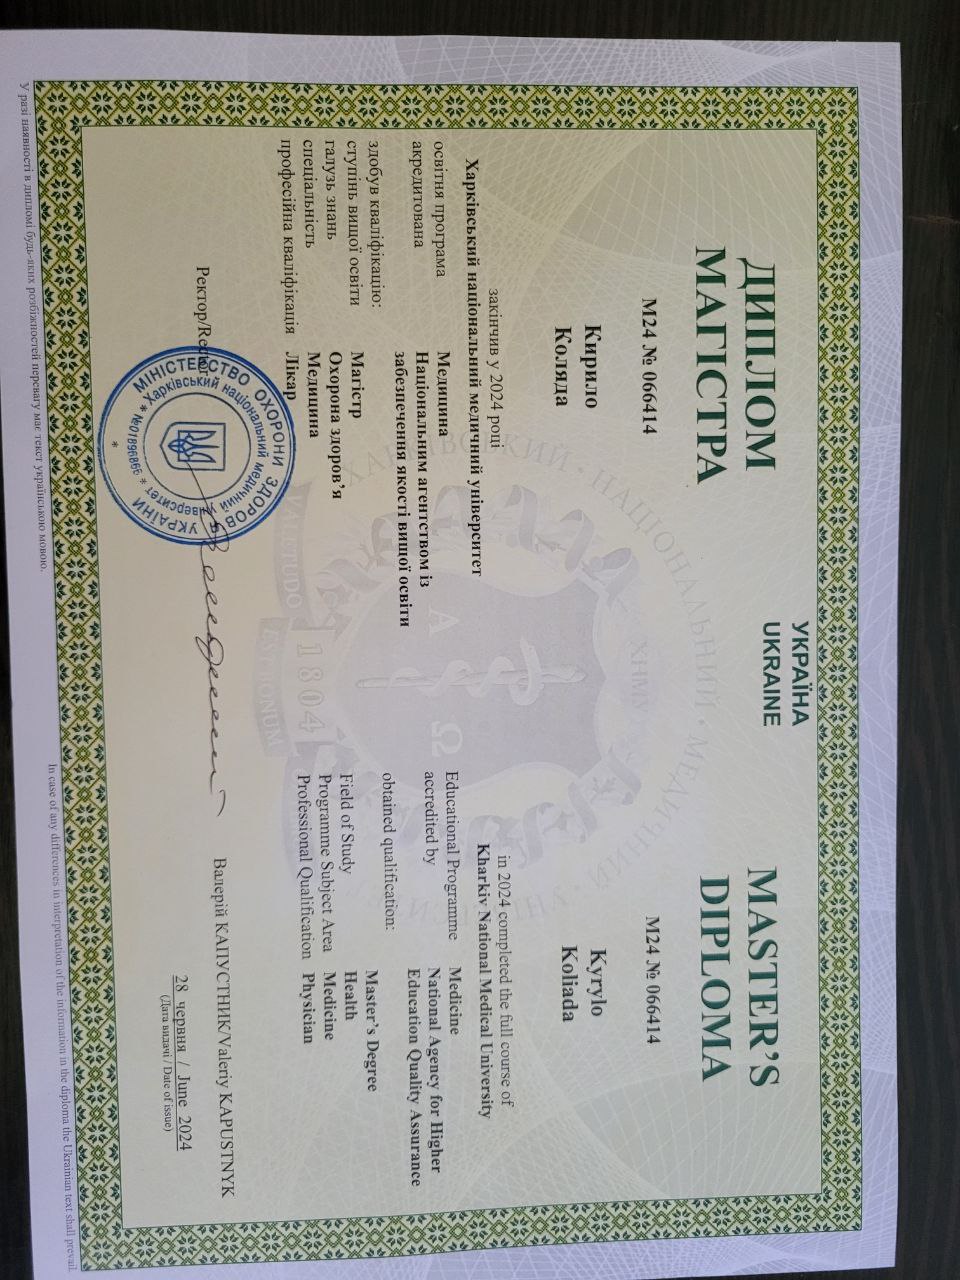 УКРАЇНА
UKRAINE
ДИПЛОМ
МАГІСТРА
М24 № 066414
Кирило
Коляда
закінчив у 2024 році
Харківський національний медичний університет
освітня програма Медицина
акредитована Національним агентством із
забезпечення якості вищої освіти
здобув кваліфікацію:
ступінь вищої освіти Магістр
галузь знань Охорона здоров'я
спеціальність Медицина
професійна кваліфікація Лікар
MASTER'S
DIPLOMA
M24 № 066414
Kyrylo
Koliada
in 2024 completed the full course of
Kharkiv National Medical University
Educational Programme Medicine
accredited by National Agency for Higher
Education Quality Assurance
obtained qualification:
Master's Degree
Field of Study Health
Programme Subject Area Medicine
Professional Qualification Physician
Ректор/Rector
Валерій КАПУСТНИК/Valeriy KAPUSTNYK
28 червня / June 2024
(Дата видачі / Date of issue)
МІНІСТЕРСТВО ОХОРОНИ ЗДОРОВ'Я УКРАЇНИ
Харківський національний медичний університет
* №01896866 *
ХАРКІВСЬКИЙ НАЦІОНАЛЬНИЙ • МЕДИЧНИЙ УНІВЕРСИТЕТ
ХНМУ
Α Ω
1804
У разі наявності в дипломі будь-яких розбіжностей перевагу має текст українською мовою.
In case of any differences in interpretation of the information in the diploma the Ukrainian text shall prevail.